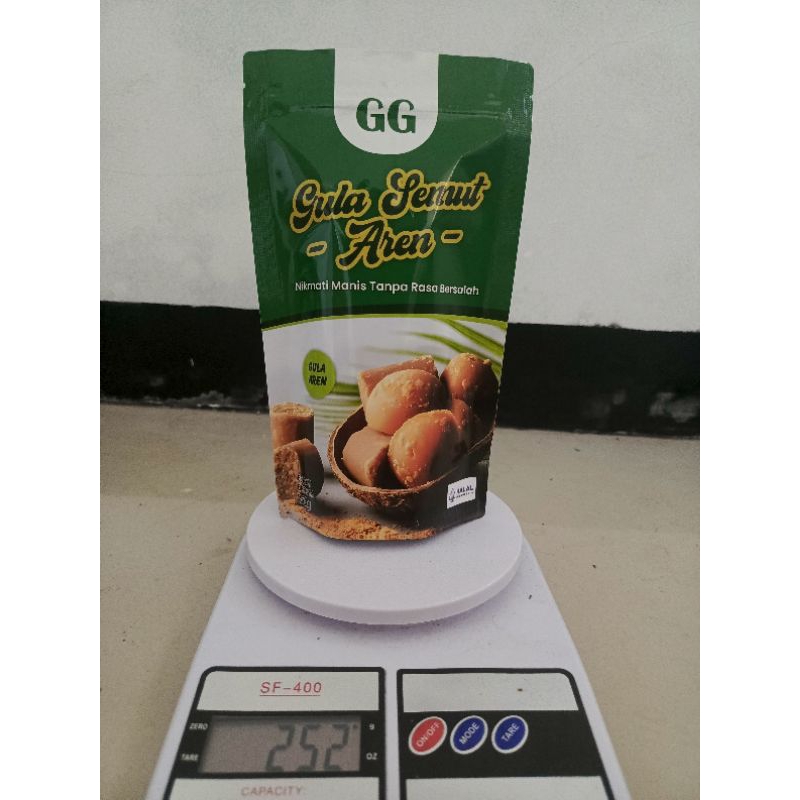 GG
Gula Semut
- Aren -
Nikmati Manis Tanpa Rasa Bersalah
GULA
AREN
SF-400
ZERO
g
252
TARE
OZ
ON/OFF
MODE
TARE
CAPACITY: